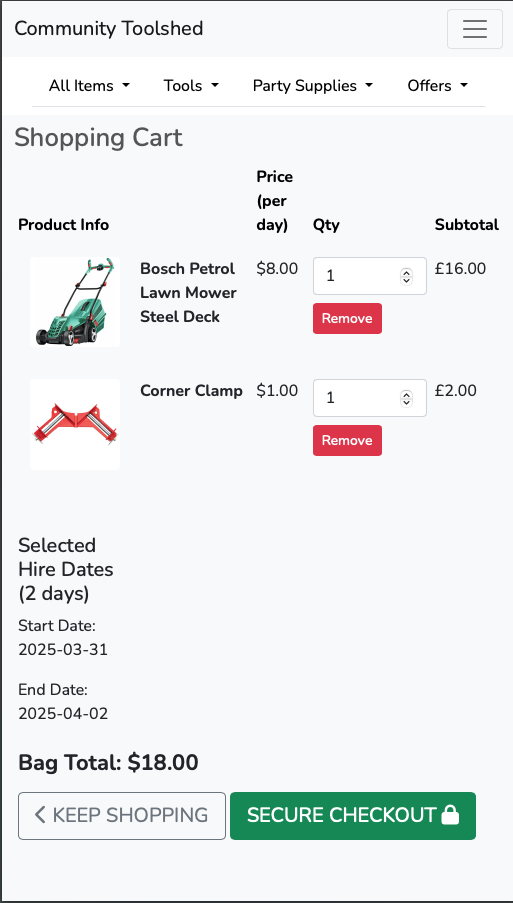 Community Toolshed
All Items Tools Party Supplies Offers
Shopping Cart
Product Info Price (per day) Qty Subtotal
Bosch Petrol Lawn Mower Steel Deck $8.00 1 £16.00
Remove
Corner Clamp $1.00 1 £2.00
Remove
Selected
Hire Dates
(2 days)
Start Date:
2025-03-31
End Date:
2025-04-02
Bag Total: $18.00
KEEP SHOPPING SECURE CHECKOUT